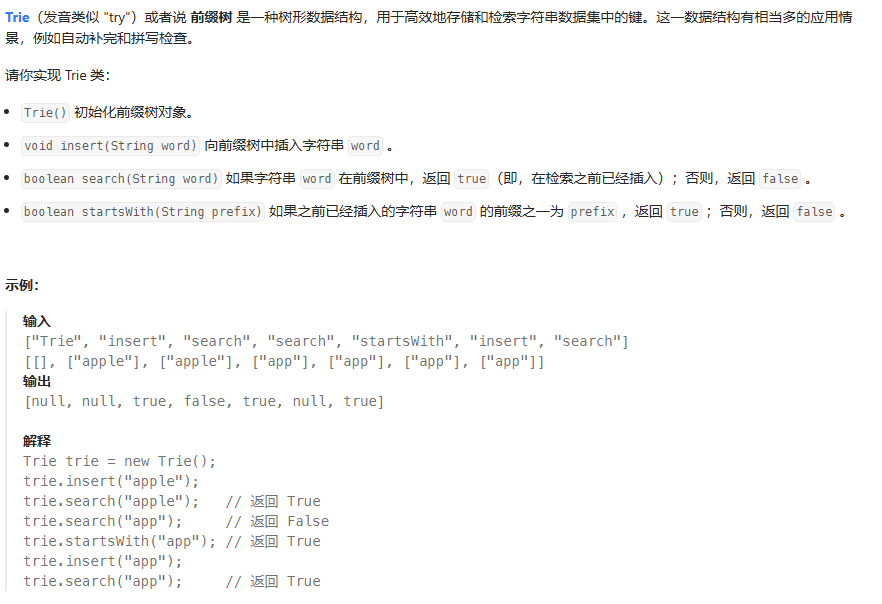 Trie（发音类似 "try"）或者说 前缀树 是一种树形数据结构，用于高效地存储和检索字符串数据集中的键。这一数据结构有相当多的应用情
景，例如自动补完和拼写检查。
请你实现 Trie 类：
• Trie() 初始化前缀树对象。
• void insert(String word) 向前缀树中插入字符串 word 。
• boolean search(String word) 如果字符串 word 在前缀树中，返回 true（即，在检索之前已经插入）；否则，返回 false 。
• boolean startsWith(String prefix) 如果之前已经插入的字符串 word 的前缀之一为 prefix ，返回 true ；否则，返回 false 。
示例：
输入
["Trie", "insert", "search", "search", "startsWith", "insert", "search"]
[[], ["apple"], ["apple"], ["app"], ["app"], ["app"], ["app"]]
输出
[null, null, true, false, true, null, true]
解释
Trie trie = new Trie();
trie.insert("apple");
trie.search("apple");   // 返回 True
trie.search("app");     // 返回 False
trie.startsWith("app"); // 返回 True
trie.insert("app");
trie.search("app");     // 返回 True